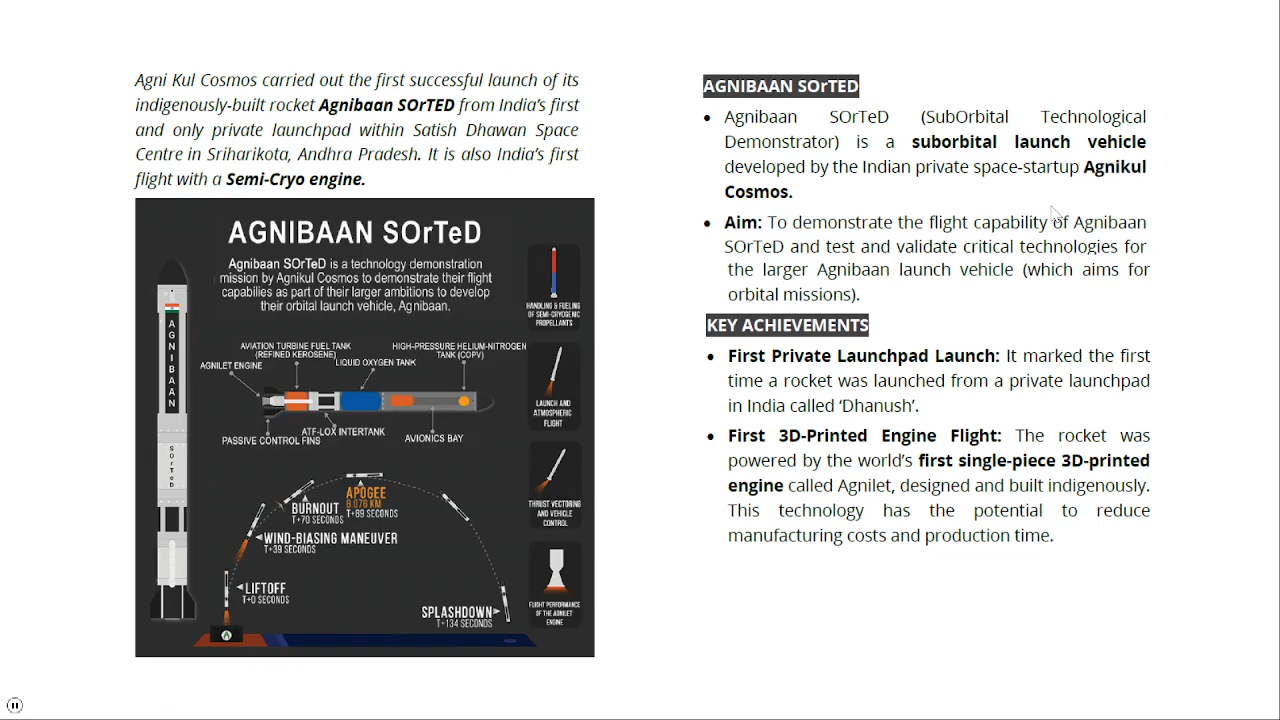 Agni Kul Cosmos carried out the first successful launch of its
indigenously-built rocket Agnibaan SOrTED from India's first
and only private launchpad within Satish Dhawan Space
Centre in Sriharikota, Andhra Pradesh. It is also India's first
flight with a Semi-Cryo engine.
AGNIBAAN SOrTeD
Agnibaan SOrTeD is a technology demonstration
mission by Agnikul Cosmos to demonstrate their flight
capabilies as part of their larger ambitions to develop
their orbital launch vehicle, Agnibaan.
AGNIBAAN
SOrTeD
AVIATION TURBINE FUEL TANK
(REFINED KEROSENE)
HIGH-PRESSURE HELIUM-NITROGEN
TANK (COPV)
AGNILET ENGINE
LIQUID OXYGEN TANK
PASSIVE CONTROL FINS
ATF-LOX INTERTANK
AVIONICS BAY
APOGEE
8.076 KM
T+89 SECONDS
BURNOUT
T+70 SECONDS
WIND-BIASING MANEUVER
T+39 SECONDS
LIFTOFF
T+0 SECONDS
SPLASHDOWN
T+134 SECONDS
HANDLING & FUELING
OF SEMI-CRYOGENIC
PROPELLANTS
LAUNCH AND
ATMOSPHERIC
FLIGHT
THRUST VECTORING
AND VEHICLE
CONTROL
FLIGHT PERFORMANCE
OF THE AGNILET
ENGINE
AGNIBAAN SOrTED
• Agnibaan SOrTeD (SubOrbital Technological
Demonstrator) is a suborbital launch vehicle
developed by the Indian private space-startup Agnikul
Cosmos.
• Aim: To demonstrate the flight capability of Agnibaan
SOrTeD and test and validate critical technologies for
the larger Agnibaan launch vehicle (which aims for
orbital missions).
KEY ACHIEVEMENTS
• First Private Launchpad Launch: It marked the first
time a rocket was launched from a private launchpad
in India called 'Dhanush'.
• First 3D-Printed Engine Flight: The rocket was
powered by the world's first single-piece 3D-printed
engine called Agnilet, designed and built indigenously.
This technology has the potential to reduce
manufacturing costs and production time.